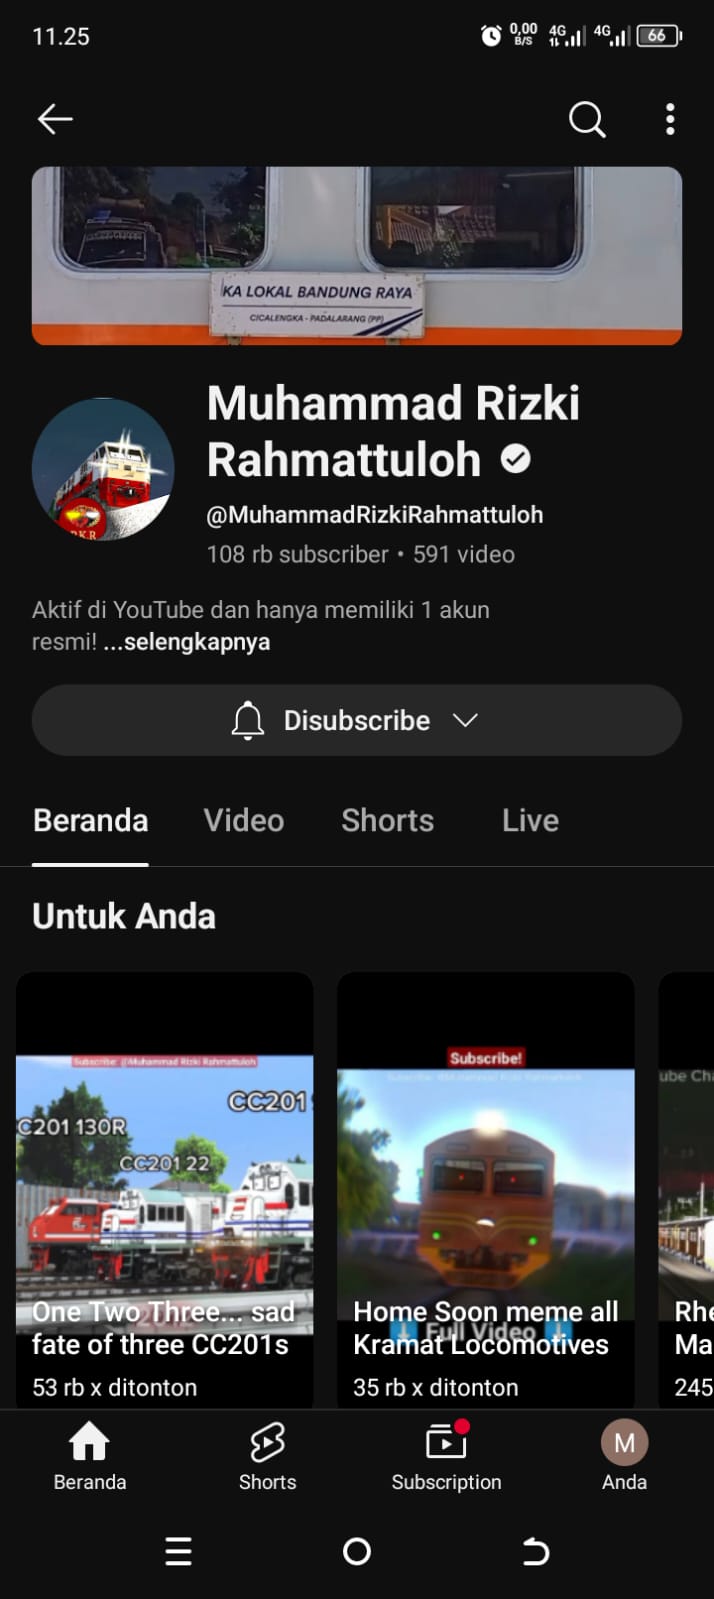 11.25
0,00
B/S
4G
4G
66
KA LOKAL BANDUNG RAYA
CICALENGKA - PADALARANG (PP)
Muhammad Rizki
Rahmattuloh
@MuhammadRizkiRahmattuloh
108 rb subscriber • 591 video
Aktif di YouTube dan hanya memiliki 1 akun
resmi! ...selengkapnya
Disubscribe
Beranda
Video
Shorts
Live
Untuk Anda
Subscribe: @Muhammad Rizki Rahmattuloh
CC201
C201 130R
CC201 22
One Two Three... sad
fate of three CC201s
53 rb x ditonton
Subscribe!
Full Video
Home Soon meme all
Kramat Locomotives
35 rb x ditonton
ube Cha
Rhe
Ma
245
Beranda
Shorts
Subscription
M
Anda